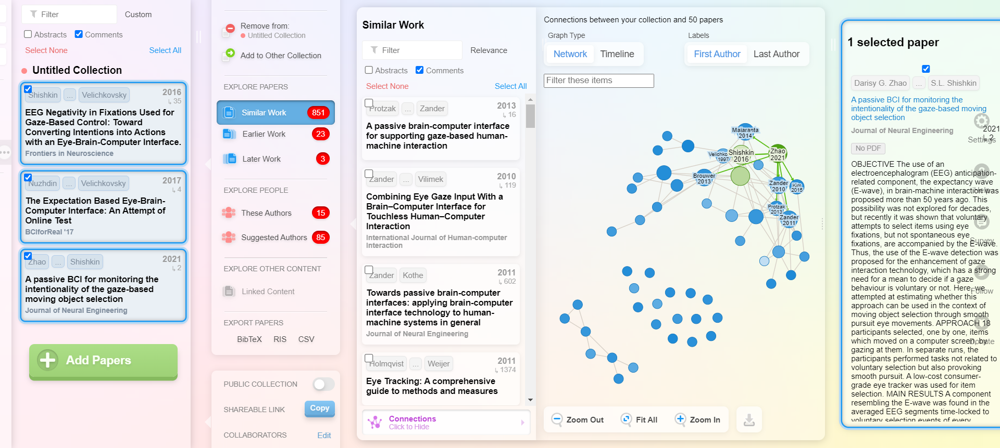 Filter
Custom
Abstracts
Comments
Select None
Select All
Untitled Collection
Shishkin
...
Velichkovsky
2016
35
EEG Negativity in Fixations Used for
Gaze-Based Control: Toward
Converting Intentions into Actions
with an Eye-Brain-Computer Interface.
Frontiers in Neuroscience
Nuzhdin
...
Velichkovsky
2017
4
The Expectation Based Eye-Brain-
Computer Interface: An Attempt of
Online Test
BCIforReal '17
Zhao
...
Shishkin
2021
2
A passive BCI for monitoring the
intentionality of the gaze-based
moving object selection
Journal of Neural Engineering
Add Papers
Remove from:
Untitled Collection
Add to Other Collection
EXPLORE PAPERS
Similar Work
851
Earlier Work
23
Later Work
3
EXPLORE PEOPLE
These Authors
15
Suggested Authors
85
EXPLORE OTHER CONTENT
Linked Content
EXPORT PAPERS
BibTeX
RIS
CSV
PUBLIC COLLECTION
SHAREABLE LINK
Copy
COLLABORATORS
Edit
Similar Work
Filter
Relevance
Abstracts
Comments
Select None
Select All
Protzak
...
Zander
2013
16
A passive brain-computer interface
for supporting gaze-based human-
machine interaction
Zander
...
Vilimek
2010
119
Combining Eye Gaze Input With a
Brain–Computer Interface for
Touchless Human–Computer
Interaction
International Journal of Human-computer
Interaction
Zander
Kothe
2011
602
Towards passive brain-computer
interfaces: applying brain-computer
interface technology to human-
machine systems in general
Journal of Neural Engineering
Holmqvist
...
Weijer
2011
1374
Eye Tracking: A comprehensive
guide to methods and measures
Connections
Click to Hide
Connections between your collection and 50 papers
Graph Type
Labels
Network
Timeline
First Author
Last Author
Filter these items
Majaranta
2014
Velichko
1997
Shishkin
2016
Zhao
2021
Brouwer
2013
Zander
2010
Kim
2015
Protzak
2013
Zander
2011
Zoom Out
Fit All
Zoom In
1 selected paper
Darisy G. Zhao
...
S.L. Shishkin
A passive BCI for monitoring the
intentionality of the gaze-based moving
object selection
Journal of Neural Engineering
2021
2
Settings
No PDF
OBJECTIVE The use of an
electroencephalogram (EEG) anticipation-
related component, the expectancy wave
(E-wave), in brain-machine interaction was
Help
proposed more than 50 years ago. This
possibility was not explored for decades,
but recently it was shown that voluntary
attempts to select items using eye
fixations, but not spontaneous eye
Survey
fixations, are accompanied by the E-wave.
Thus, the use of the E-wave detection was
proposed for the enhancement of gaze
interaction technology, which has a strong
need for a mean to decide if a gaze
behaviour is voluntary or not. Here, we
Follow
attempted at estimating whether this
approach can be used in the context of
moving object selection through smooth
pursuit eye movements. APPROACH 18
participants selected, one by one, items
which moved on a computer screen, by
Donate
gazing at them. In separate runs, the
participants performed tasks not related to
voluntary selection but also provoking
smooth pursuit. A low-cost consumer-
grade eye tracker was used for item
selection. MAIN RESULTS A component
resembling the E-wave was found in the
averaged EEG segments time-locked to
voluntary selection events of every